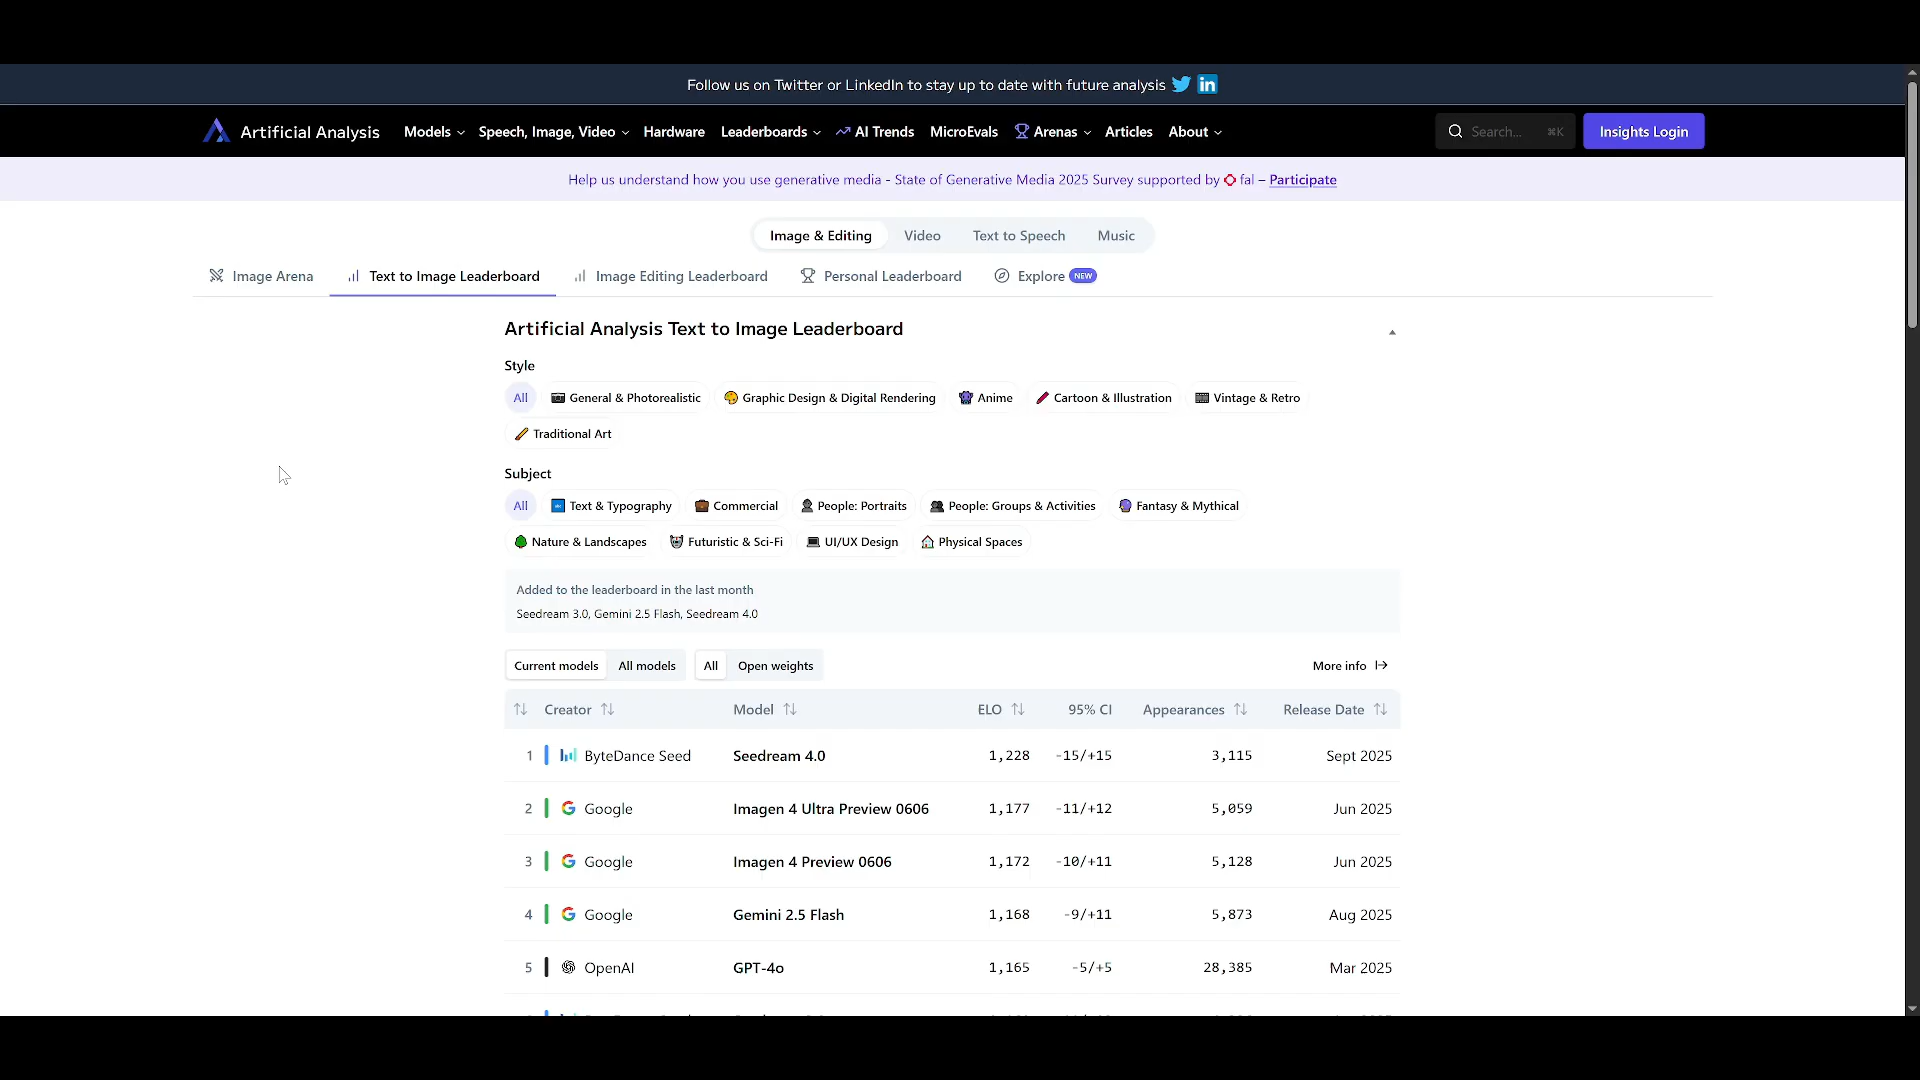 Follow us on Twitter or LinkedIn to stay up to date with future analysis
Artificial Analysis Models Speech, Image, Video Hardware Leaderboards AI Trends MicroEvals Arenas Articles About Search... ⌘K Insights Login
Help us understand how you use generative media - State of Generative Media 2025 Survey supported by fal – Participate
Image & Editing Video Text to Speech Music
Image Arena Text to Image Leaderboard Image Editing Leaderboard Personal Leaderboard Explore NEW
Artificial Analysis Text to Image Leaderboard
Style
All General & Photorealistic Graphic Design & Digital Rendering Anime Cartoon & Illustration Vintage & Retro
Traditional Art
Subject
All Text & Typography Commercial People: Portraits People: Groups & Activities Fantasy & Mythical
Nature & Landscapes Futuristic & Sci-Fi UI/UX Design Physical Spaces
Added to the leaderboard in the last month
Seedream 3.0, Gemini 2.5 Flash, Seedream 4.0
Current models All models All Open weights More info
Creator Model ELO 95% CI Appearances Release Date
1 ByteDance Seed Seedream 4.0 1,228 -15/+15 3,115 Sept 2025
2 Google Imagen 4 Ultra Preview 0606 1,177 -11/+12 5,059 Jun 2025
3 Google Imagen 4 Preview 0606 1,172 -10/+11 5,128 Jun 2025
4 Google Gemini 2.5 Flash 1,168 -9/+11 5,873 Aug 2025
5 OpenAI GPT-4o 1,165 -5/+5 28,385 Mar 2025